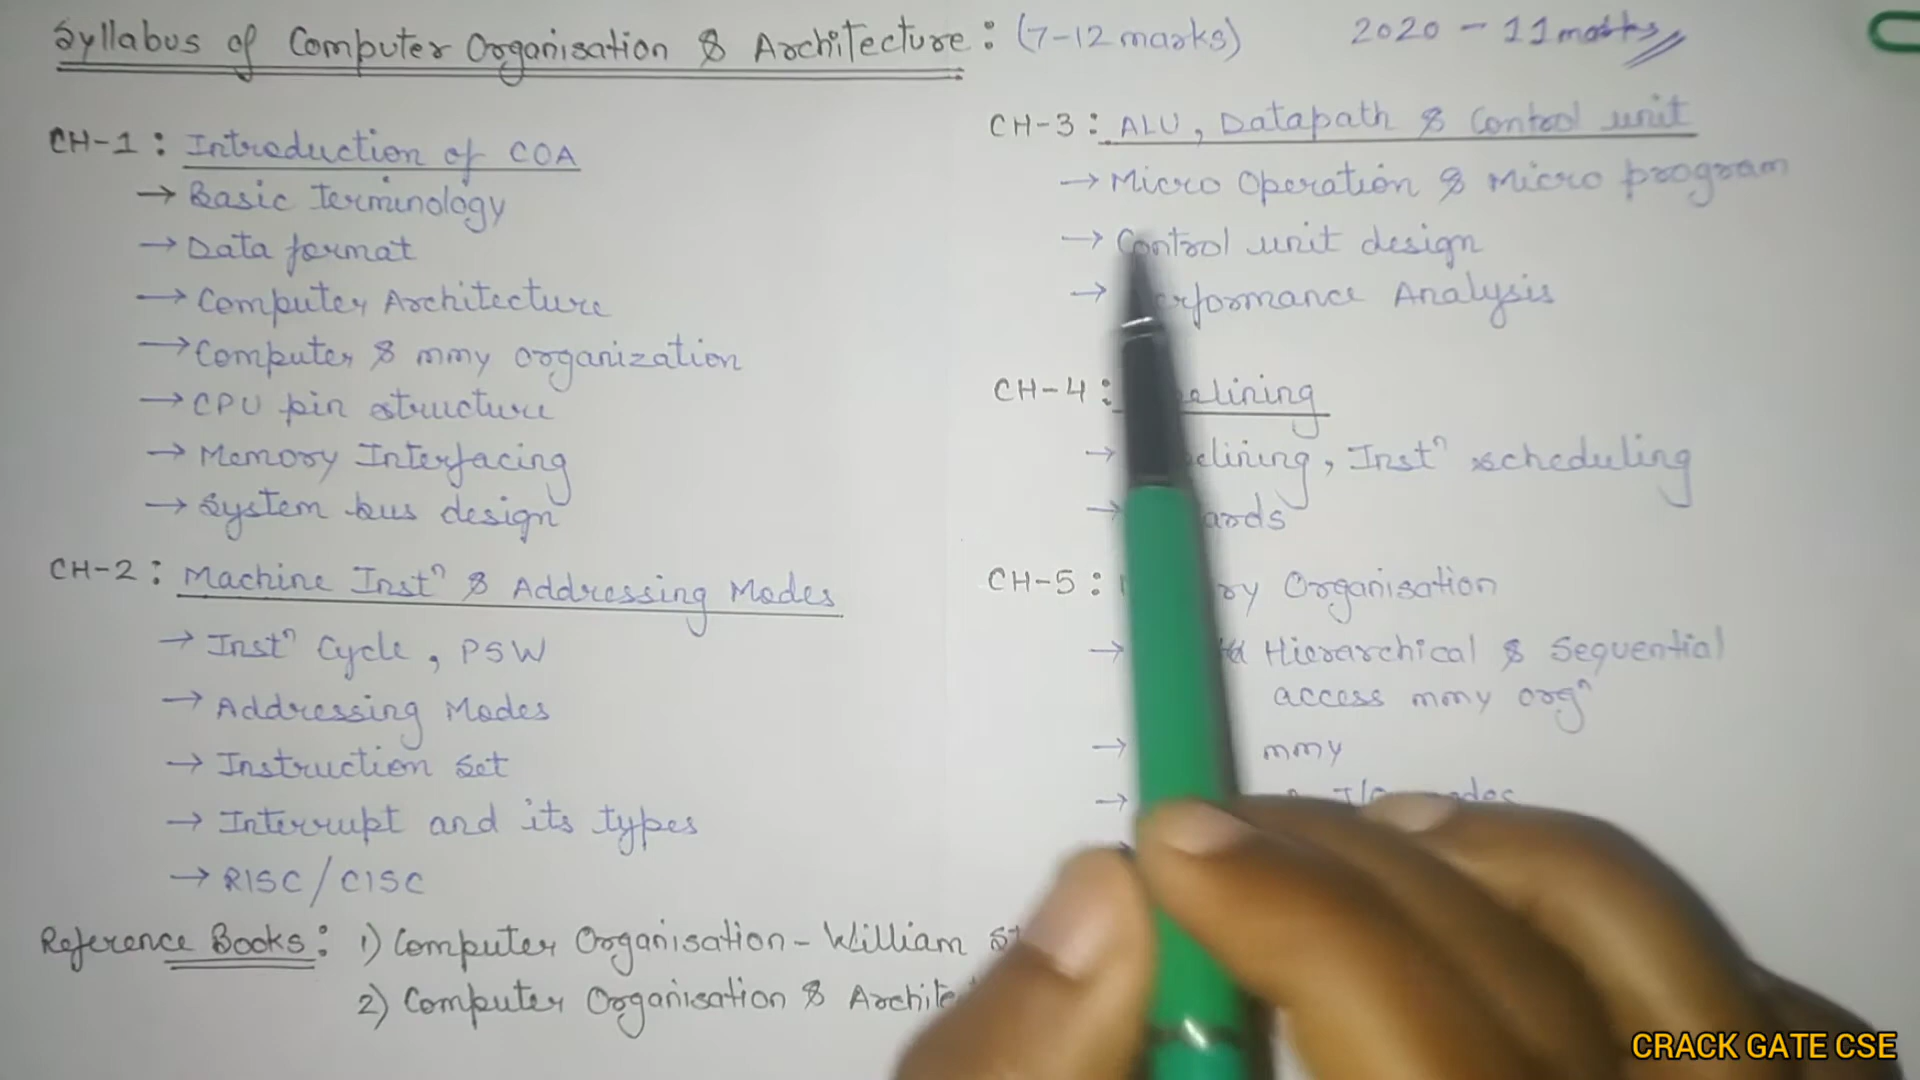 Syllabus of Computer Organisation & Architecture: (7-12 marks) 2020 - 11 marks
CH-1: Introduction of COA
→ Basic Terminology
→ Data format
→ Computer Architecture
→ Computer & mmy organization
→ CPU pin structure
→ Memory Interfacing
→ System bus design
CH-2: Machine Instⁿ & Addressing Modes
→ Instⁿ Cycle, PSW
→ Addressing Modes
→ Instruction set
→ Interrupt and its types
→ RISC/CISC
Reference Books: 1) Computer Organisation - William
2) Computer Organisation &
CH-3: ALU, Datapath & Control unit
→ Micro Operation & Micro program
→ Control unit design
→ Performance Analysis
CH-4:
→ , Instⁿ scheduling
→
CH-5: Organisation
→ Hierarchical & Sequential
access mmy orgⁿ
→ mmy
→
CRACK GATE CSE